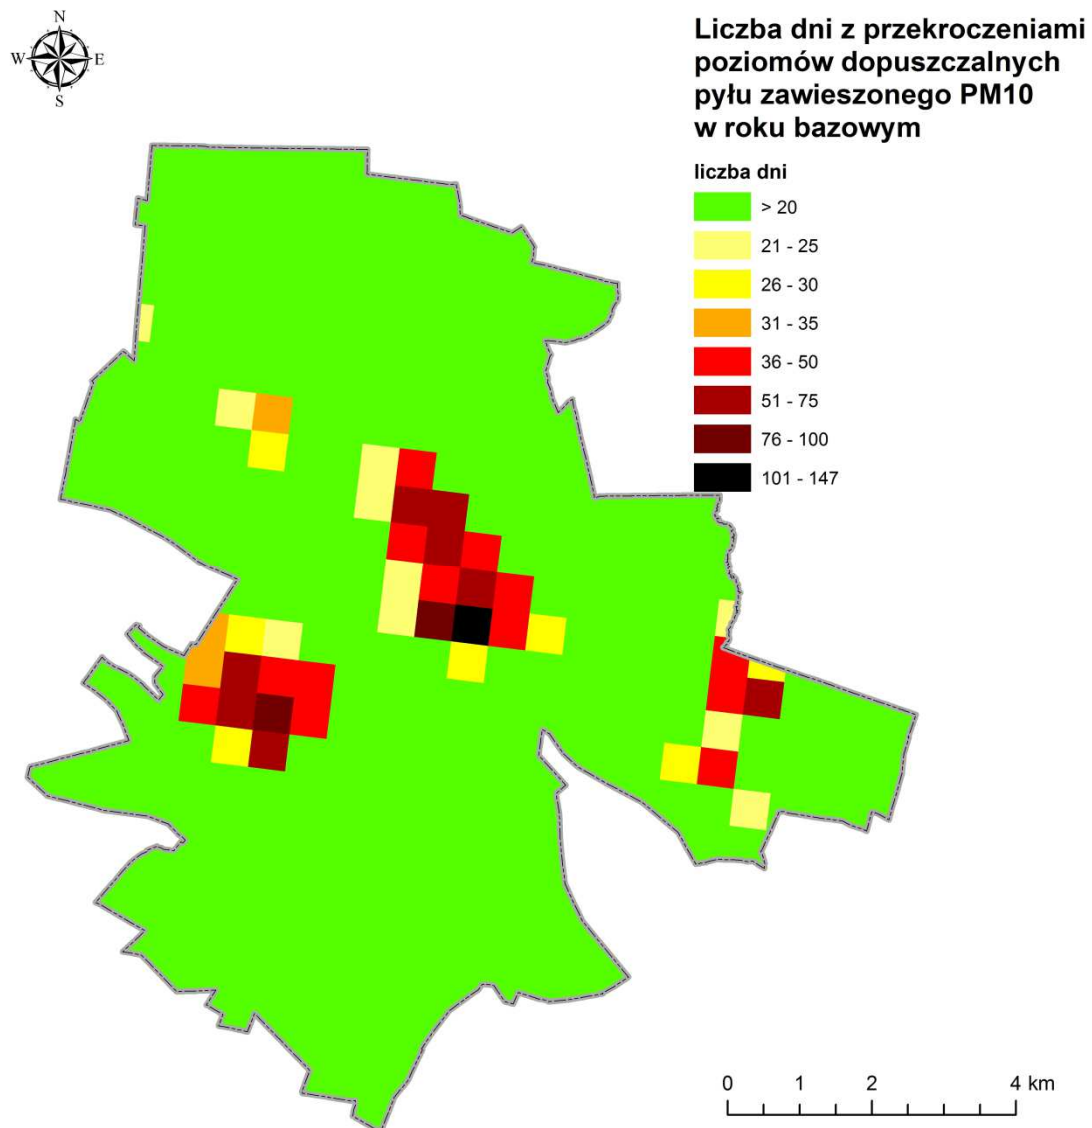 N
W E
S
Liczba dni z przekroczeniami
poziomów dopuszczalnych
pyłu zawieszonego PM10
w roku bazowym
liczba dni
> 20
21 - 25
26 - 30
31 - 35
36 - 50
51 - 75
76 - 100
101 - 147
0 1 2 4 km